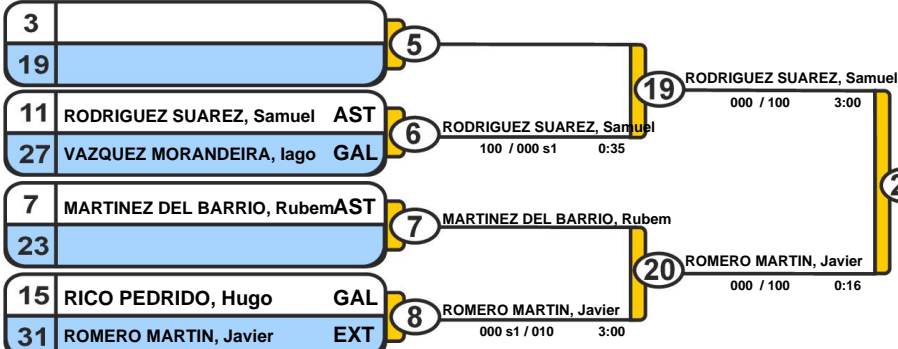 3
19
5
11 RODRIGUEZ SUAREZ, Samuel AST
27 VAZQUEZ MORANDEIRA, Iago GAL
6
RODRIGUEZ SUAREZ, Samuel
100 / 000 s1 0:35
19
RODRIGUEZ SUAREZ, Samuel
000 / 100 3:00
7 MARTINEZ DEL BARRIO, Rubem AST
23
7
MARTINEZ DEL BARRIO, Rubem
15 RICO PEDRIDO, Hugo GAL
31 ROMERO MARTIN, Javier EXT
8
ROMERO MARTIN, Javier
000 s1 / 010 3:00
20
ROMERO MARTIN, Javier
000 / 100 0:16